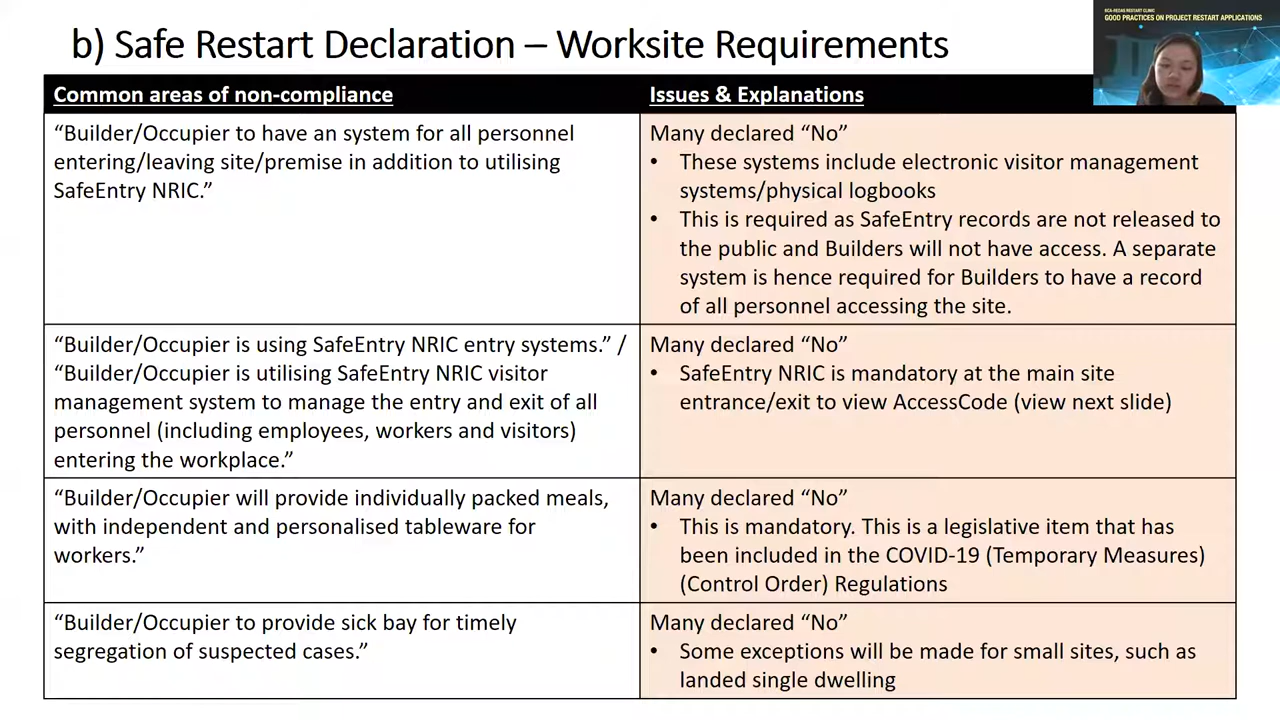 BCA-REDAS RESTART CLINIC
GOOD PRACTICES ON PROJECT RESTART APPLICATIONS
b) Safe Restart Declaration – Worksite Requirements
Common areas of non-compliance
Issues & Explanations
“Builder/Occupier to have an system for all personnel
entering/leaving site/premise in addition to utilising
SafeEntry NRIC.”
Many declared “No”
• These systems include electronic visitor management
systems/physical logbooks
• This is required as SafeEntry records are not released to
the public and Builders will not have access. A separate
system is hence required for Builders to have a record
of all personnel accessing the site.
“Builder/Occupier is using SafeEntry NRIC entry systems.” /
“Builder/Occupier is utilising SafeEntry NRIC visitor
management system to manage the entry and exit of all
personnel (including employees, workers and visitors)
entering the workplace.”
Many declared “No”
• SafeEntry NRIC is mandatory at the main site
entrance/exit to view AccessCode (view next slide)
“Builder/Occupier will provide individually packed meals,
with independent and personalised tableware for
workers.”
Many declared “No”
• This is mandatory. This is a legislative item that has
been included in the COVID-19 (Temporary Measures)
(Control Order) Regulations
“Builder/Occupier to provide sick bay for timely
segregation of suspected cases.”
Many declared “No”
• Some exceptions will be made for small sites, such as
landed single dwelling